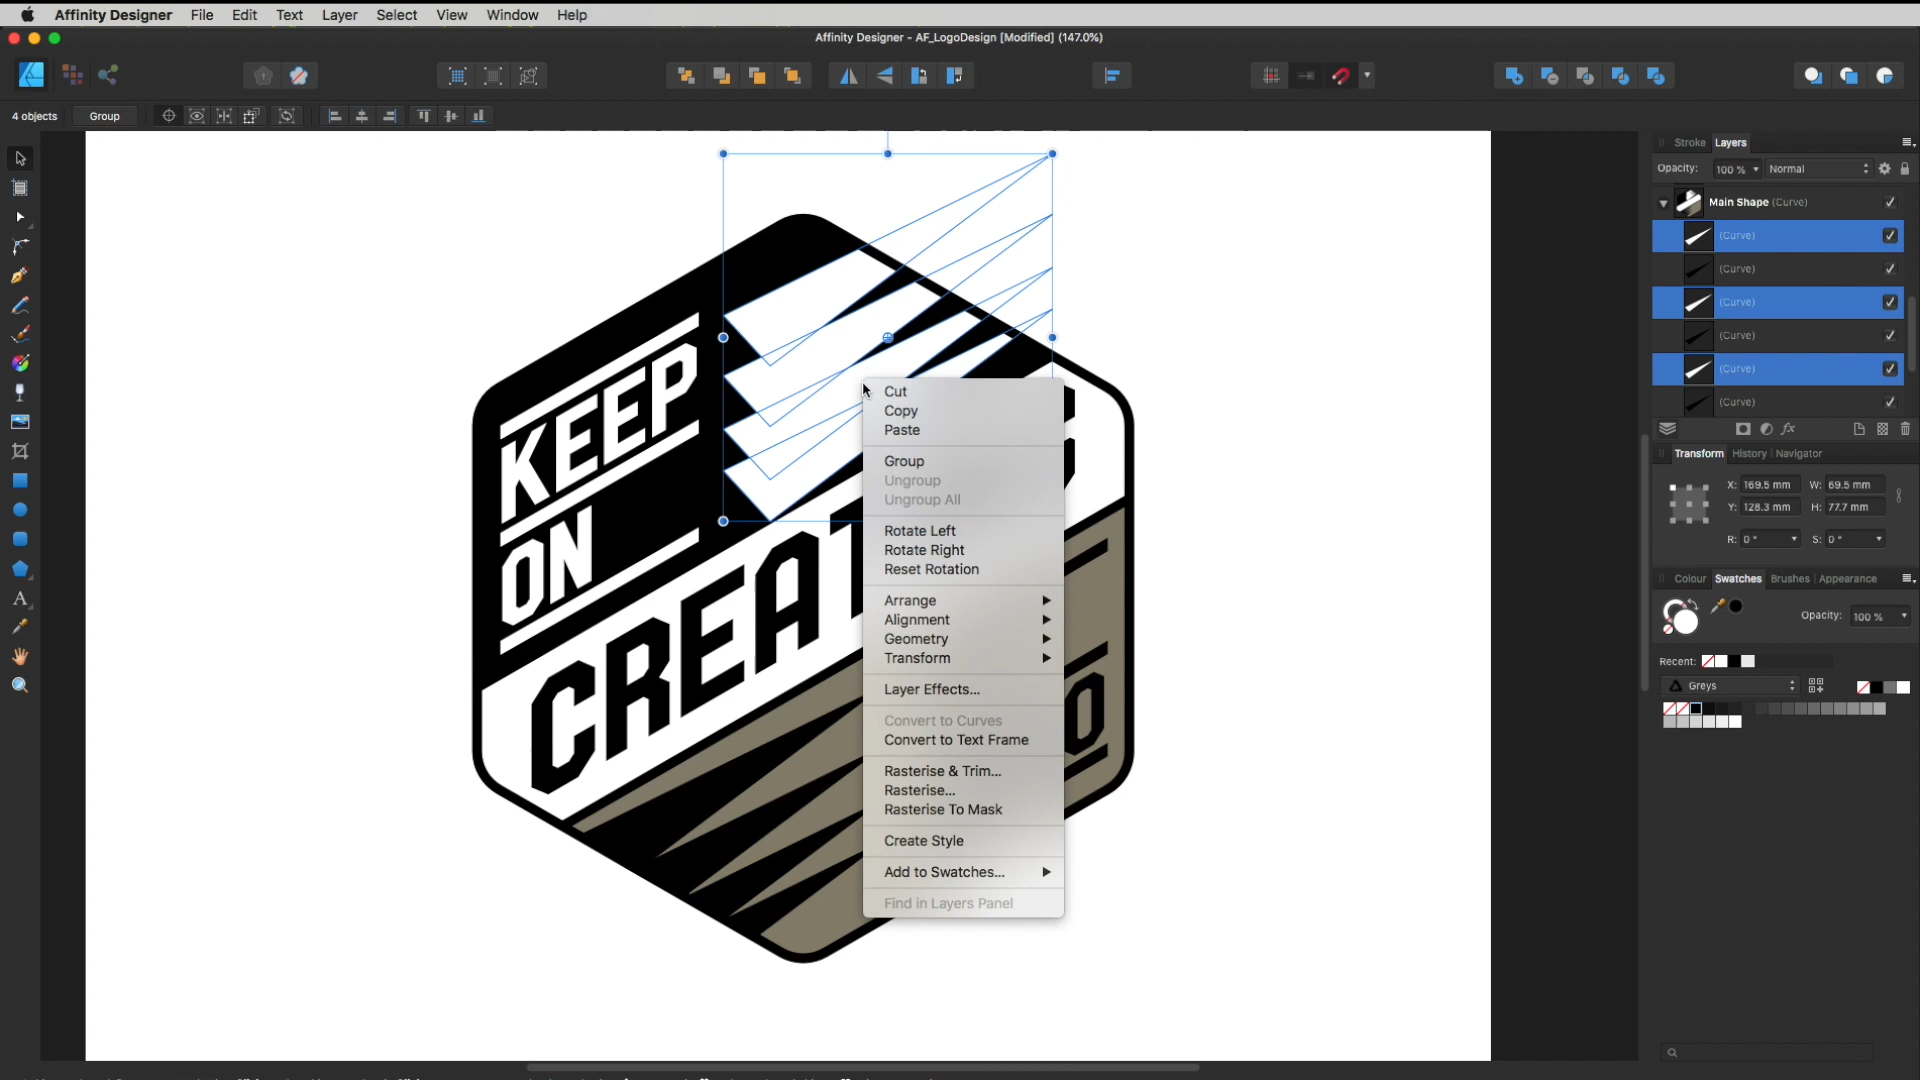 Affinity Designer File Edit Text Layer Select View Window Help
Affinity Designer - AF_LogoDesign [Modified] (147.0%)
4 objects Group
Stroke Layers
Opacity: 100 % Normal
Main Shape (Curve)
(Curve)
(Curve)
(Curve)
(Curve)
(Curve)
(Curve)
Transform History Navigator
X: 169.5 mm W: 69.5 mm
Y: 128.3 mm H: 77.7 mm
R: 0 ° S: 0 °
Colour Swatches Brushes Appearance
Opacity: 100 %
Recent:
Greys
KEEP
ON
Cut
Copy
Paste
Group
Ungroup
Ungroup All
Rotate Left
Rotate Right
Reset Rotation
Arrange
Alignment
Geometry
Transform
Layer Effects...
Convert to Curves
Convert to Text Frame
Rasterise & Trim...
Rasterise...
Rasterise To Mask
Create Style
Add to Swatches...
Find in Layers Panel